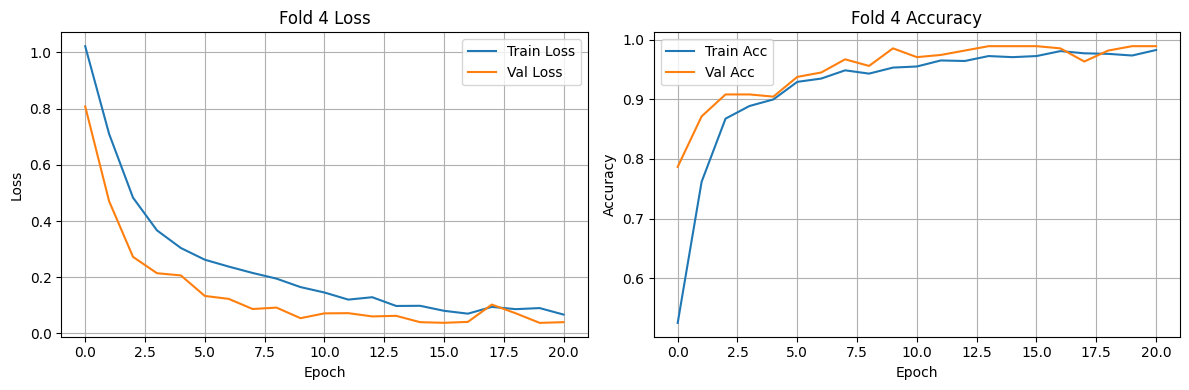 Fold 4 Loss
Train Loss
Val Loss
1.0
0.8
0.6
0.4
0.2
0.0
Loss
0.0 2.5 5.0 7.5 10.0 12.5 15.0 17.5 20.0
Epoch
Fold 4 Accuracy
Train Acc
Val Acc
1.0
0.9
0.8
0.7
0.6
Accuracy
0.0 2.5 5.0 7.5 10.0 12.5 15.0 17.5 20.0
Epoch